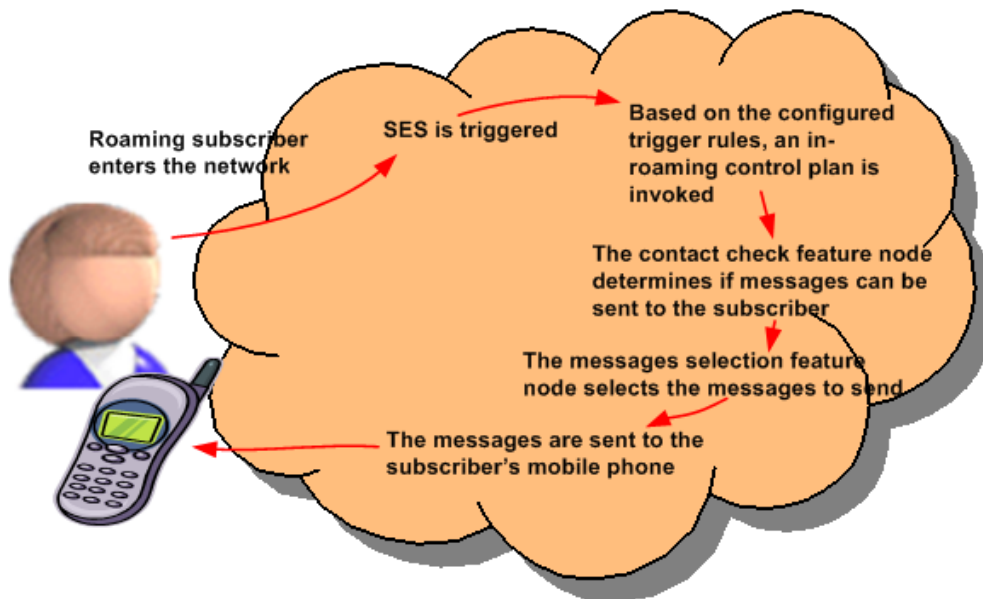 Roaming subscriber
enters the network
SES is triggered
Based on the configured
trigger rules, an in-
roaming control plan is
invoked
The contact check feature node
determines if messages can be
sent to the subscriber
The messages selection feature
node selects the messages to send
The messages are sent to the
subscriber's mobile phone